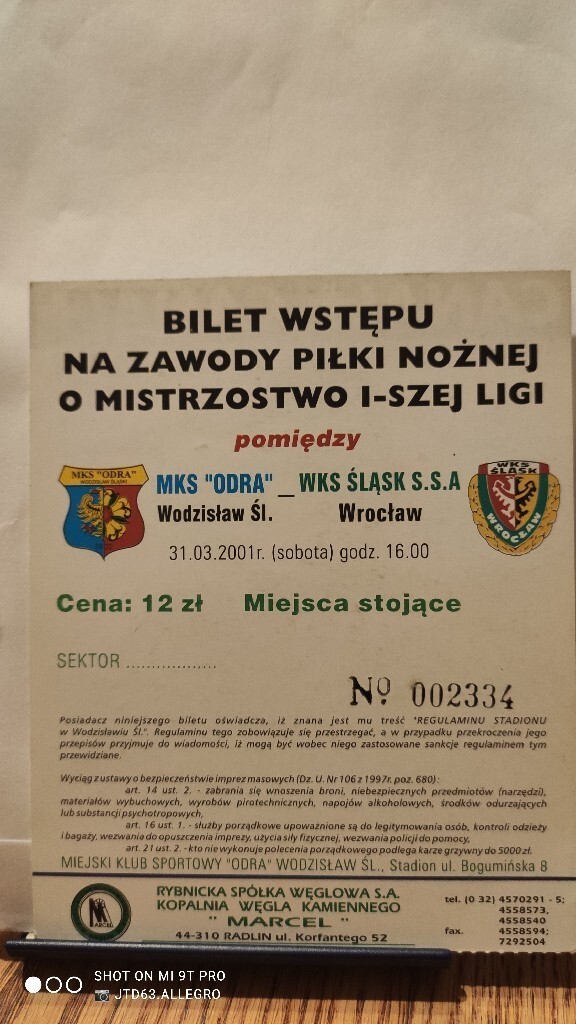 BILET WSTĘPU
NA ZAWODY PIŁKI NOŻNEJ
O MISTRZOSTWO I-SZEJ LIGI
pomiędzy
MKS "ODRA"
WODZISŁAW ŚLĄSKI
MKS "ODRA" _ WKS ŚLĄSK S.S.A
Wodzisław Śl. Wrocław
WKS
ŚLĄSK
WROCŁAW
31.03.2001r. (sobota) godz. 16.00
Cena: 12 zł Miejsca stojące
SEKTOR ..................
Nº 002334
Posiadacz niniejszego biletu oświadcza, iż znana jest mu treść "REGULAMINU STADIONU
w Wodzisławiu Śl.". Regulaminu tego zobowiązuje się przestrzegać, a w przypadku przekroczenia jego
przepisów przyjmuje do wiadomości, iż mogą być wobec niego zastosowane sankcje regulaminem tym
przewidziane.
Wyciąg z ustawy o bezpieczeństwie imprez masowych (Dz. U. Nr 106 z 1997r. poz. 680) :
art. 14 ust. 2. - zabrania się wnoszenia broni, niebezpiecznych przedmiotów (narzędzi),
materiałów wybuchowych, wyrobów pirotechnicznych, napojów alkoholowych, środków odurzających
lub substancji psychotropowych,
art. 16 ust. 1. - służby porządkowe upoważnione są do legitymowania osób, kontroli odzieży
i bagaży, wezwania do opuszczenia imprezy, użycia siły fizycznej, wezwania policji do pomocy,
art. 21 ust. 2. - kto nie wykonuje polecenia porządkowego podlega karze grzywny do 5000 zł.
MIEJSKI KLUB SPORTOWY "ODRA" WODZISŁAW ŚL., Stadion ul. Bogumińska 8
MARCEL
RYBNICKA SPÓŁKA WĘGLOWA S.A.
KOPALNIA WĘGLA KAMIENNEGO
" MARCEL "
44-310 RADLIN ul. Korfantego 52
tel. (0 32) 4570291 - 5;
4558573,
4558540
fax. 4558594;
7292504
SHOT ON MI 9T PRO
JTD63.ALLEGRO